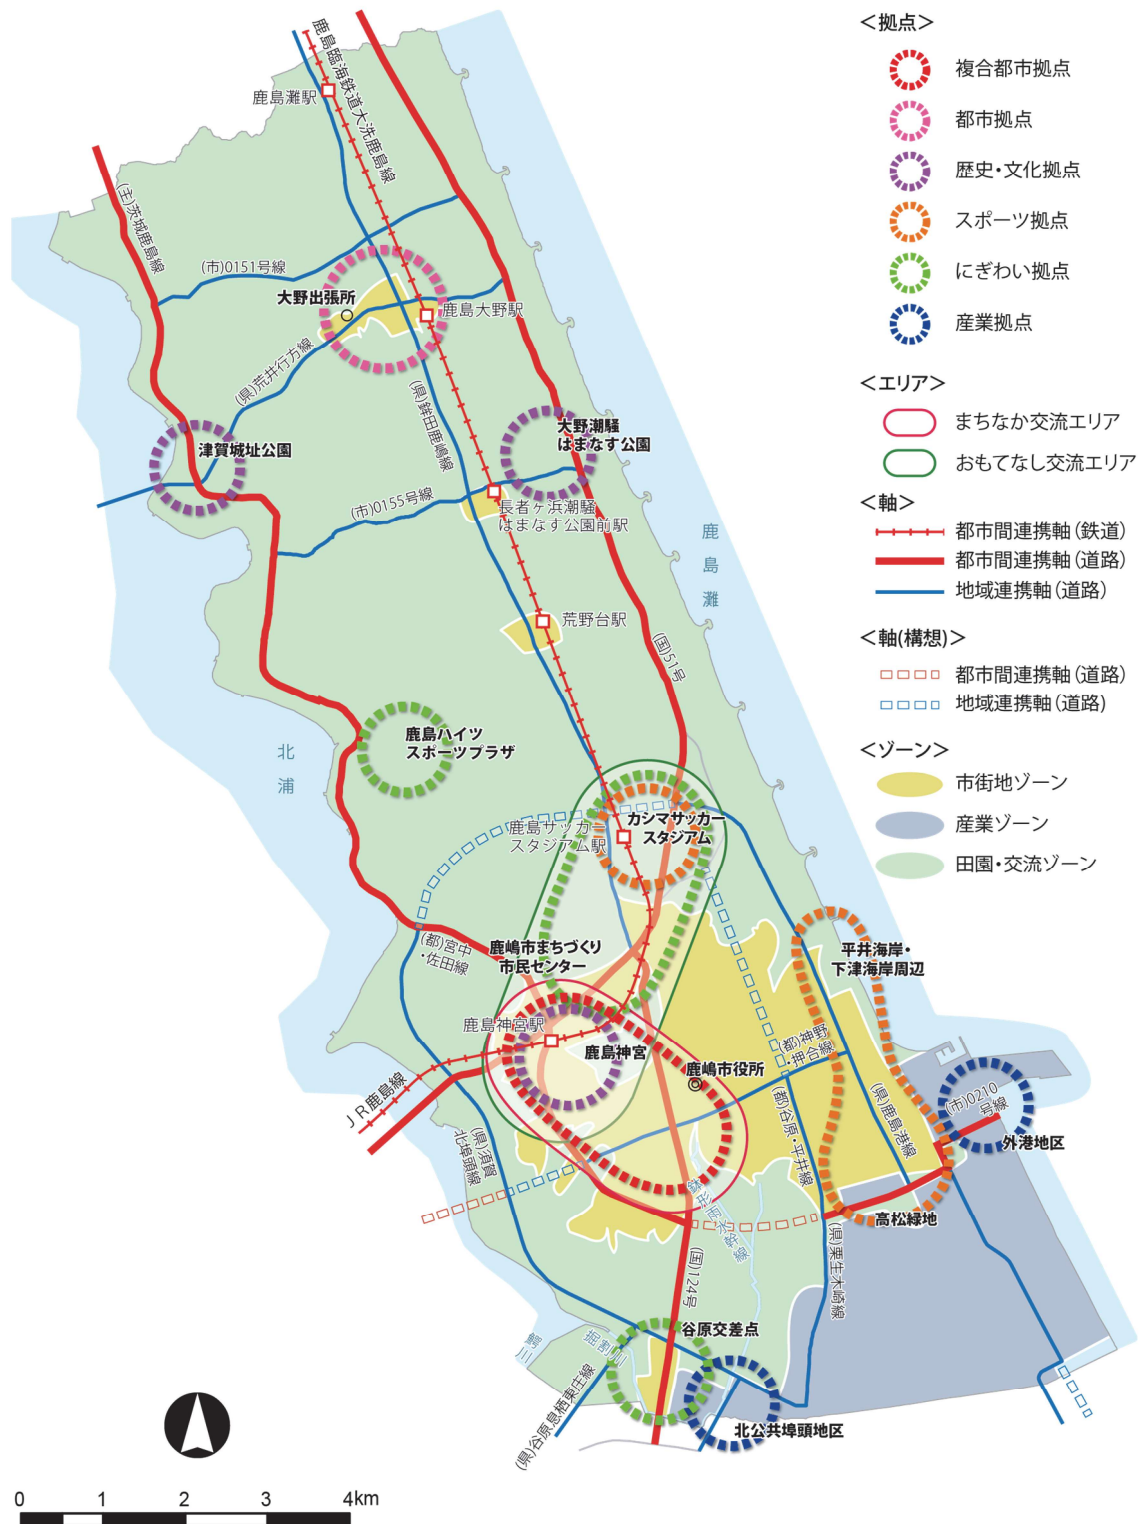 鹿島臨海鉄道大洗鹿島線
鹿島灘駅
(主)茨城鹿島線
(市)0151号線
大野出張所
鹿島大野駅
(県)荒井行方線
(県)鉾田鹿嶋線
津賀城址公園
大野潮騒
はまなす公園
(市)0155号線
長者ヶ浜潮騒
はまなす公園前駅
鹿島灘
荒野台駅
(国)51号
鹿島ハイツ
スポーツプラザ
北浦
鹿島サッカー
スタジアム駅
カシマサッカー
スタジアム
(都)宮中
・佐田線
鹿嶋市まちづくり
市民センター
平井海岸・
下津海岸周辺
鹿島神宮駅
鹿島神宮
鹿嶋市役所
(都)神野
・押合線
JR鹿島線
(県)須賀
北埠頭線
(都)谷原・平井線
(県)鹿島港線
(市)0210
号線
外港地区
高松緑地
鉢形雨水幹線
(県)粟生木崎線
(国)124号
谷原交差点
鰐川
掘割川
(県)谷原息栖東庄線
北公共埠頭地区
0 1 2 3 4km
<拠点>
複合都市拠点
都市拠点
歴史・文化拠点
スポーツ拠点
にぎわい拠点
産業拠点
<エリア>
まちなか交流エリア
おもてなし交流エリア
<軸>
都市間連携軸(鉄道)
都市間連携軸(道路)
地域連携軸(道路)
<軸(構想)>
都市間連携軸(道路)
地域連携軸(道路)
<ゾーン>
市街地ゾーン
産業ゾーン
田園・交流ゾーン